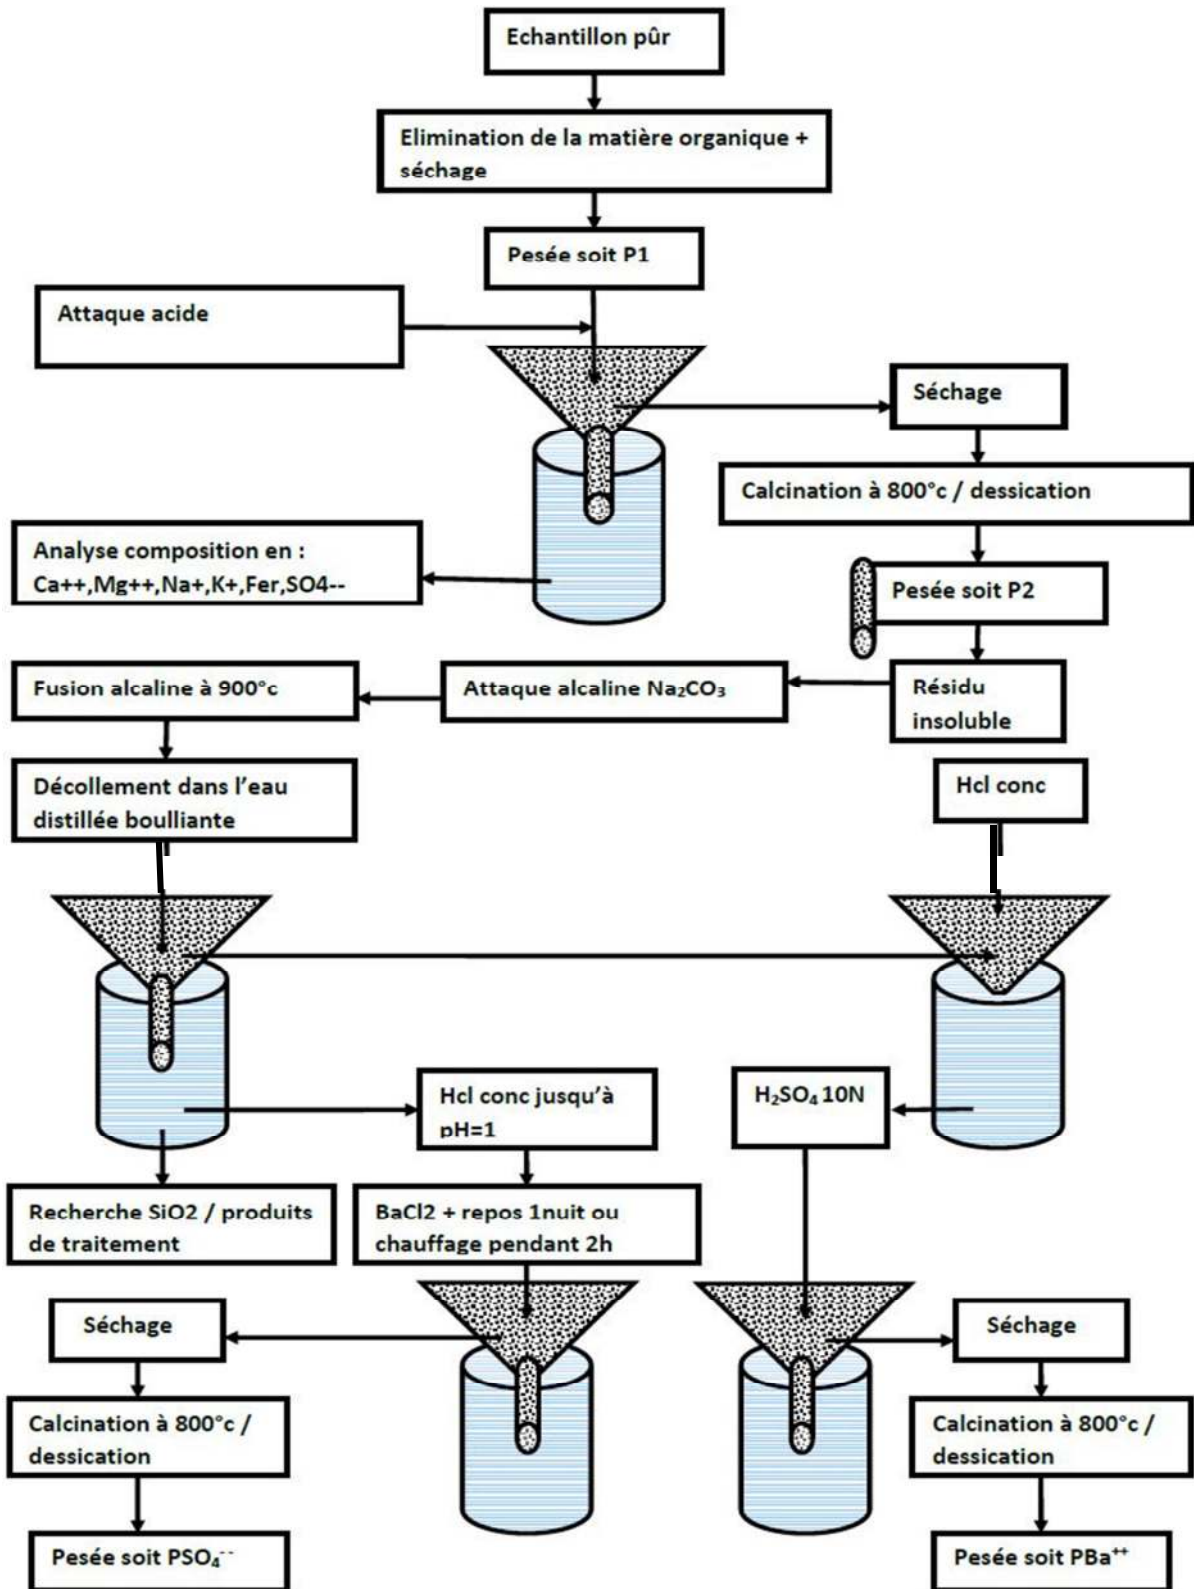 Echantillon pûr
Elimination de la matière organique +
séchage
Pesée soit P1
Attaque acide
Séchage
Calcination à 800°c / dessication
Analyse composition en :
Ca++,Mg++,Na+,K+,Fer,SO4--
Pesée soit P2
Fusion alcaline à 900°c
Attaque alcaline Na₂CO₃
Résidu
insoluble
Décollement dans l'eau
distillée boulliante
Hcl conc
Hcl conc jusqu'à
pH=1
H₂SO₄ 10N
Recherche SiO2 / produits
de traitement
BaCl2 + repos 1nuit ou
chauffage pendant 2h
Séchage
Séchage
Calcination à 800°c /
dessication
Calcination à 800°c /
dessication
Pesée soit PSO₄⁻⁻
Pesée soit PBa⁺⁺